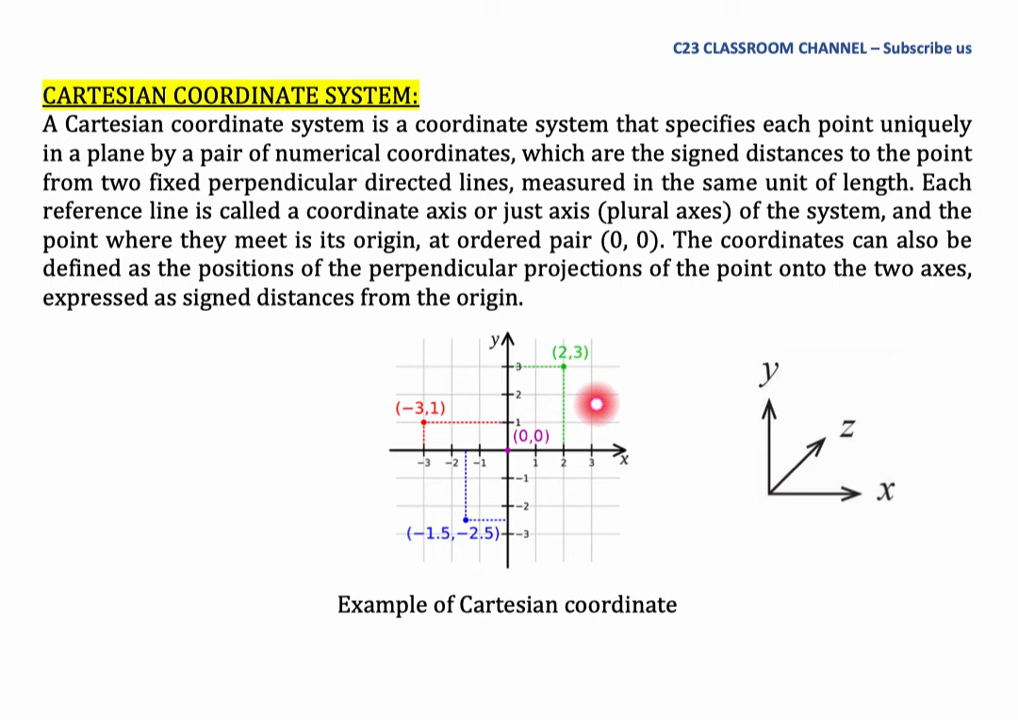 C23 CLASSROOM CHANNEL – Subscribe us
CARTESIAN COORDINATE SYSTEM:
A Cartesian coordinate system is a coordinate system that specifies each point uniquely
in a plane by a pair of numerical coordinates, which are the signed distances to the point
from two fixed perpendicular directed lines, measured in the same unit of length. Each
reference line is called a coordinate axis or just axis (plural axes) of the system, and the
point where they meet is its origin, at ordered pair (0, 0). The coordinates can also be
defined as the positions of the perpendicular projections of the point onto the two axes,
expressed as signed distances from the origin.
y
(2,3)
3
2
(−3,1)
1
(0,0)
−3 −2 −1 1 2 3 x
−1
−2
(−1.5,−2.5)
−3
y
z
x
Example of Cartesian coordinate